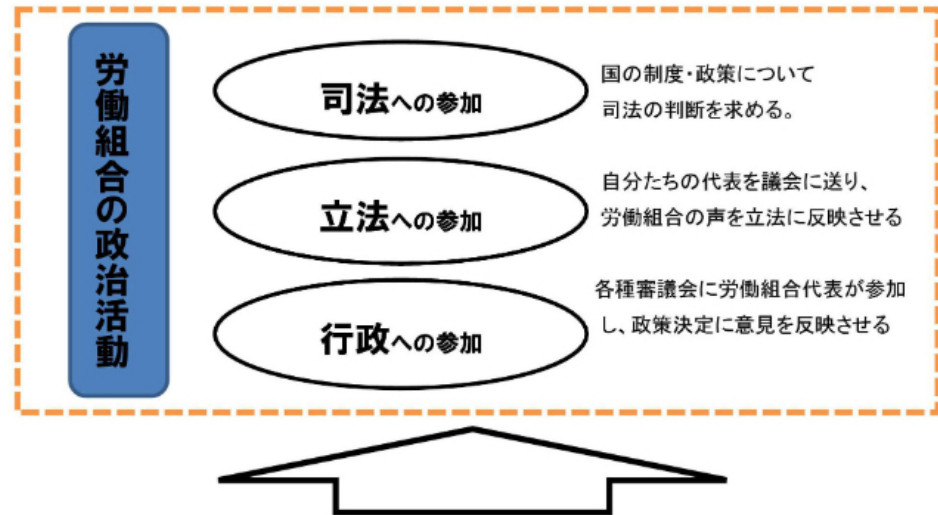 労働組合の政治活動
司法への参加
国の制度・政策について
司法の判断を求める。
立法への参加
自分たちの代表を議会に送り、
労働組合の声を立法に反映させる
行政への参加
各種審議会に労働組合代表が参加
し、政策決定に意見を反映させる